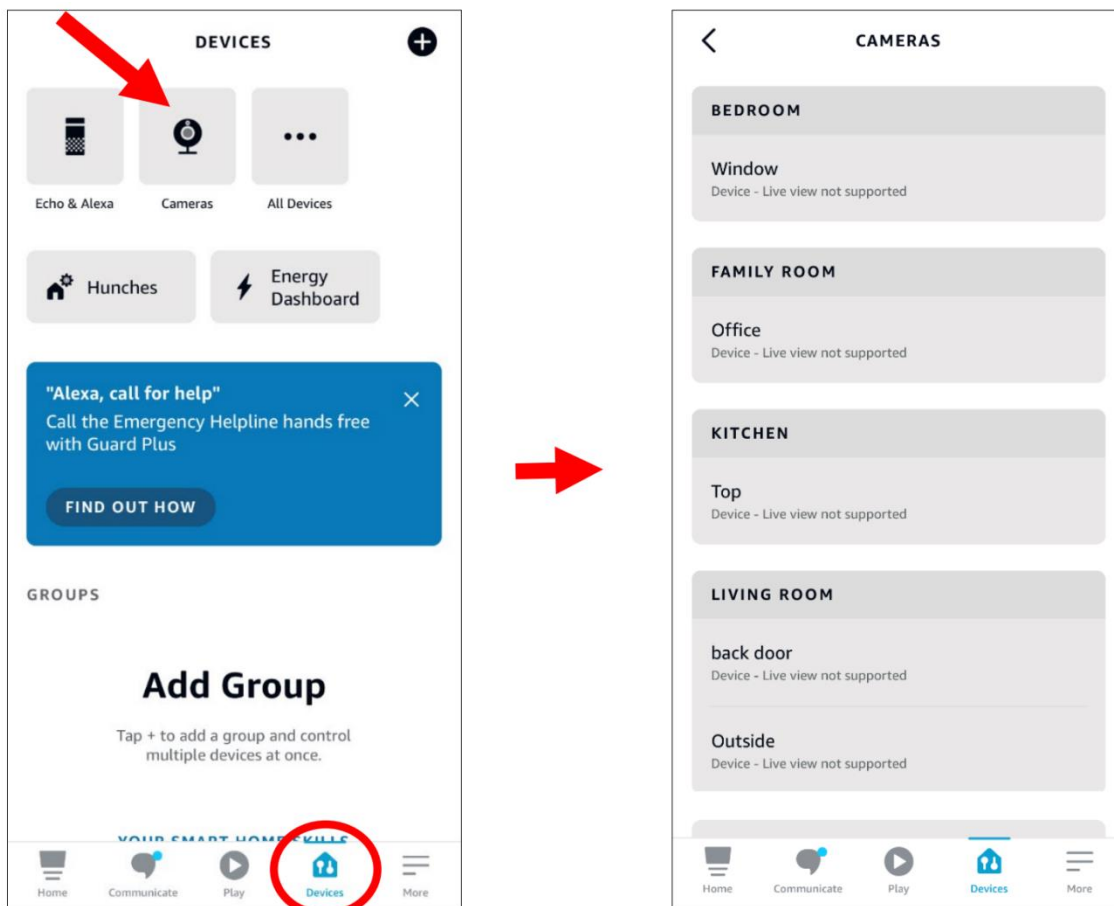 DEVICES
Echo & Alexa
Cameras
All Devices
Hunches
Energy
Dashboard
"Alexa, call for help"
Call the Emergency Helpline hands free
with Guard Plus
FIND OUT HOW
GROUPS
Add Group
Tap + to add a group and control
multiple devices at once.
YOUR SMART HOME SKILLS
Home
Communicate
Play
Devices
More
CAMERAS
BEDROOM
Window
Device - Live view not supported
FAMILY ROOM
Office
Device - Live view not supported
KITCHEN
Top
Device - Live view not supported
LIVING ROOM
back door
Device - Live view not supported
Outside
Device - Live view not supported
Home
Communicate
Play
Devices
More